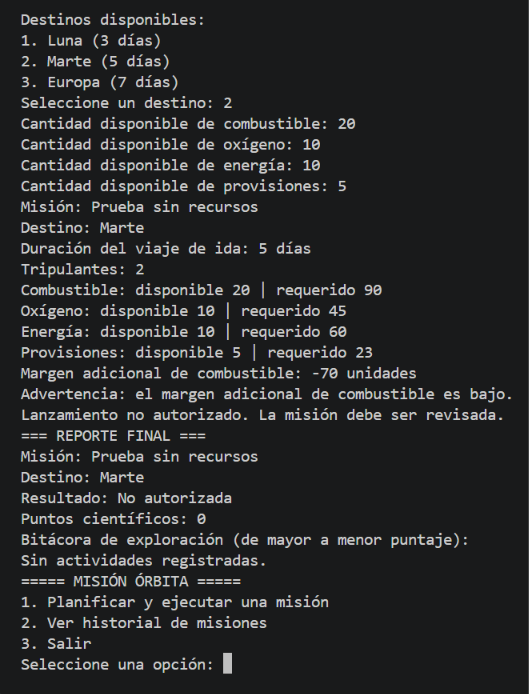 Destinos disponibles:
1. Luna (3 días)
2. Marte (5 días)
3. Europa (7 días)
Seleccione un destino: 2
Cantidad disponible de combustible: 20
Cantidad disponible de oxígeno: 10
Cantidad disponible de energía: 10
Cantidad disponible de provisiones: 5
Misión: Prueba sin recursos
Destino: Marte
Duración del viaje de ida: 5 días
Tripulantes: 2
Combustible: disponible 20 | requerido 90
Oxígeno: disponible 10 | requerido 45
Energía: disponible 10 | requerido 60
Provisiones: disponible 5 | requerido 23
Margen adicional de combustible: -70 unidades
Advertencia: el margen adicional de combustible es bajo.
Lanzamiento no autorizado. La misión debe ser revisada.
=== REPORTE FINAL ===
Misión: Prueba sin recursos
Destino: Marte
Resultado: No autorizada
Puntos científicos: 0
Bitácora de exploración (de mayor a menor puntaje):
Sin actividades registradas.
===== MISIÓN ÓRBITA =====
1. Planificar y ejecutar una misión
2. Ver historial de misiones
3. Salir
Seleccione una opción: